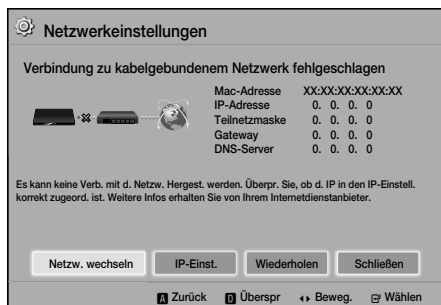 Netzwerkeinstellungen
Verbindung zu kabelgebundenem Netzwerk fehlgeschlagen
Mac-Adresse XX:XX:XX:XX:XX:XX
IP-Adresse 0. 0. 0. 0
Teilnetzmaske 0. 0. 0. 0
Gateway 0. 0. 0. 0
DNS-Server 0. 0. 0. 0
Es kann keine Verb. mit d. Netzw. Hergest. werden. Überpr. Sie, ob d. IP in den IP-Einstell.
korrekt zugeord. ist. Weitere Infos erhalten Sie von Ihrem Internetdienstanbieter.
Netzw. wechseln IP-Einst. Wiederholen Schließen
A Zurück D Überspr Beweg. Wählen